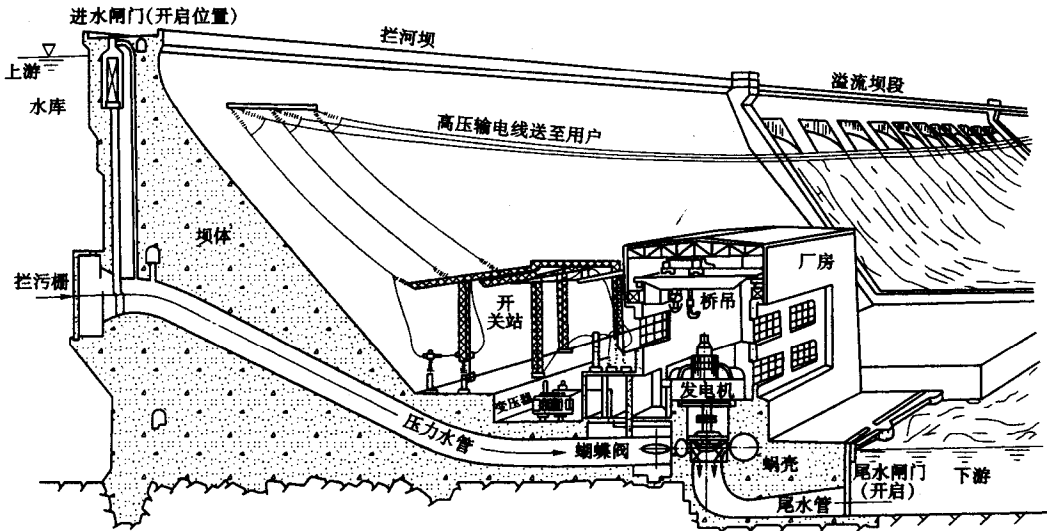 进水闸门(开启位置)
拦河坝
上游
水库
溢流坝段
高压输电线送至用户
坝体
厂房
拦污栅
桥吊
开
关站
发电机
变压器
压力水管
蝴蝶阀
蜗壳
尾水闸门
(开启)
下游
尾水管